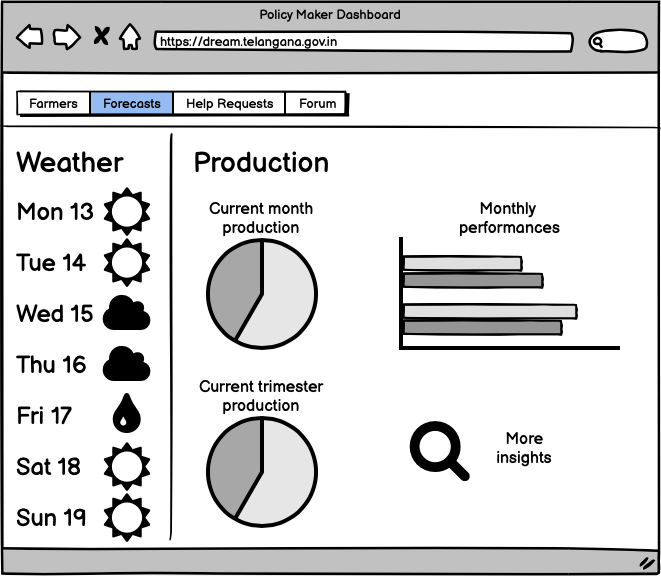 Policy Maker Dashboard
https://dream.telangana.gov.in
Farmers Forecasts Help Requests Forum
Weather
Mon 13
Tue 14
Wed 15
Thu 16
Fri 17
Sat 18
Sun 19
Production
Current month
production
Monthly
performances
Current trimester
production
More
insights